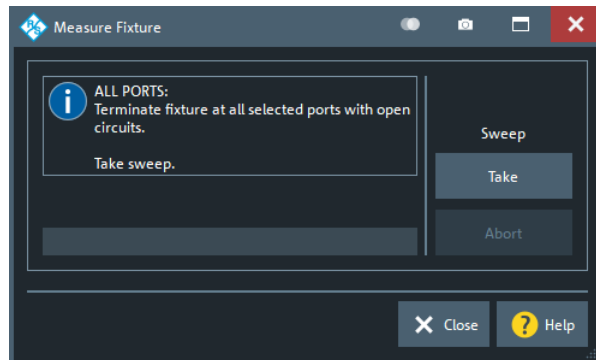 Measure Fixture
ALL PORTS:
Terminate fixture at all selected ports with open
circuits.
Take sweep.
Sweep
Take
Abort
Close
Help